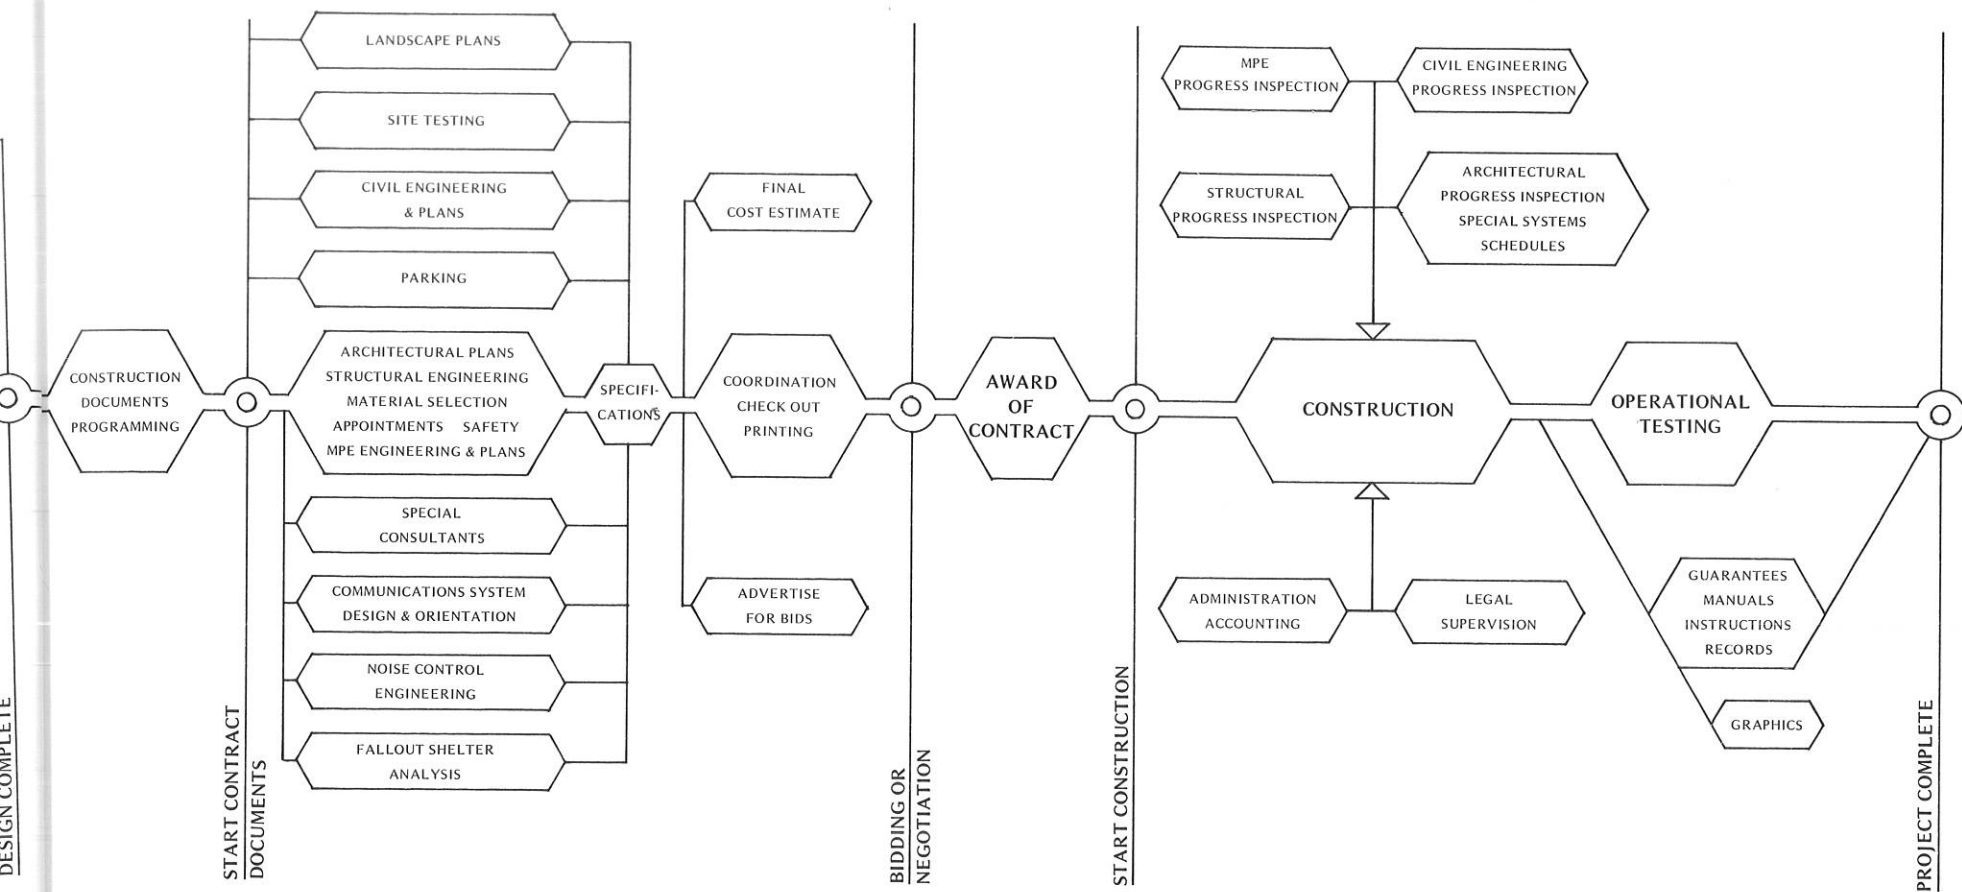 DESIGN COMPLETE
CONSTRUCTION
DOCUMENTS
PROGRAMMING
START CONTRACT
DOCUMENTS
LANDSCAPE PLANS
SITE TESTING
CIVIL ENGINEERING
& PLANS
PARKING
ARCHITECTURAL PLANS
STRUCTURAL ENGINEERING
MATERIAL SELECTION
APPOINTMENTS SAFETY
MPE ENGINEERING & PLANS
SPECIAL
CONSULTANTS
COMMUNICATIONS SYSTEM
DESIGN & ORIENTATION
NOISE CONTROL
ENGINEERING
FALLOUT SHELTER
ANALYSIS
SPECIFI-
CATIONS
FINAL
COST ESTIMATE
COORDINATION
CHECK OUT
PRINTING
ADVERTISE
FOR BIDS
BIDDING OR
NEGOTIATION
AWARD
OF
CONTRACT
START CONSTRUCTION
MPE
PROGRESS INSPECTION
CIVIL ENGINEERING
PROGRESS INSPECTION
STRUCTURAL
PROGRESS INSPECTION
ARCHITECTURAL
PROGRESS INSPECTION
SPECIAL SYSTEMS
SCHEDULES
CONSTRUCTION
ADMINISTRATION
ACCOUNTING
LEGAL
SUPERVISION
OPERATIONAL
TESTING
GUARANTEES
MANUALS
INSTRUCTIONS
RECORDS
GRAPHICS
PROJECT COMPLETE